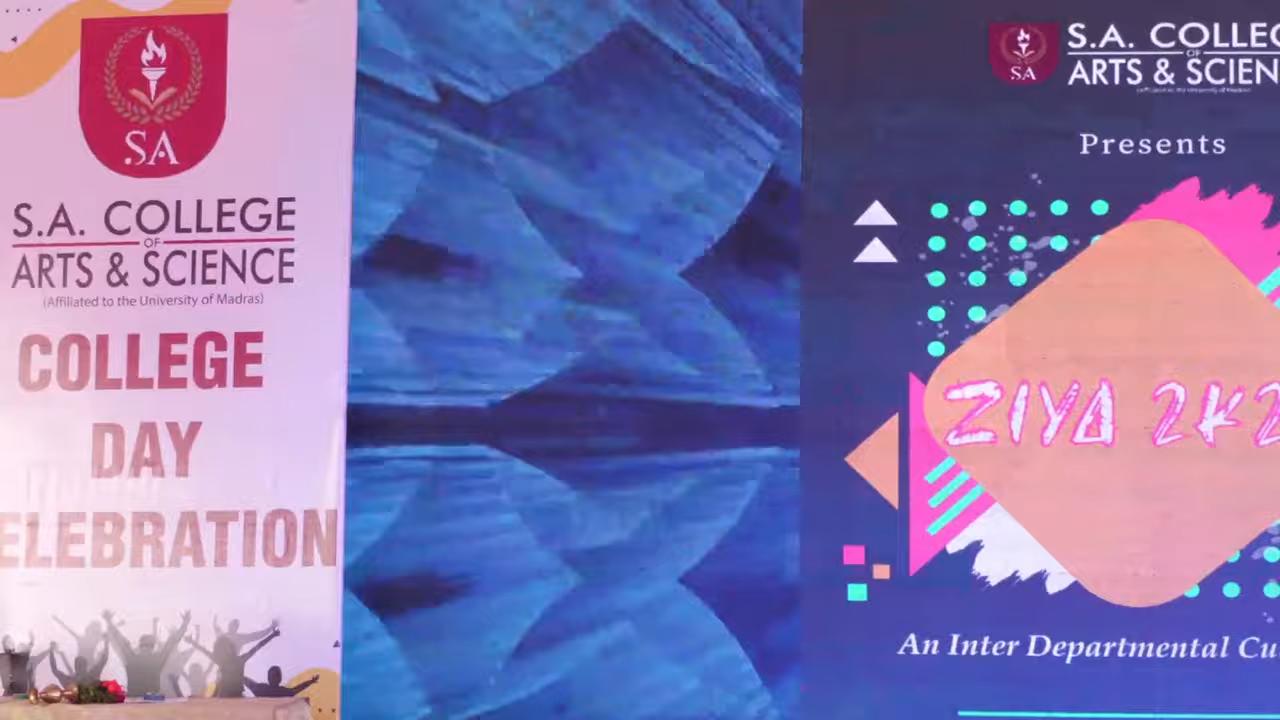 SA
S.A. COLLEGE
OF
ARTS & SCIENCE
(Affiliated to the University of Madras)
COLLEGE
DAY
ELEBRATION
SA
S.A. COLLEG
OF
ARTS & SCIEN
Presents
ZIYA 2K2
An Inter Departmental Cu